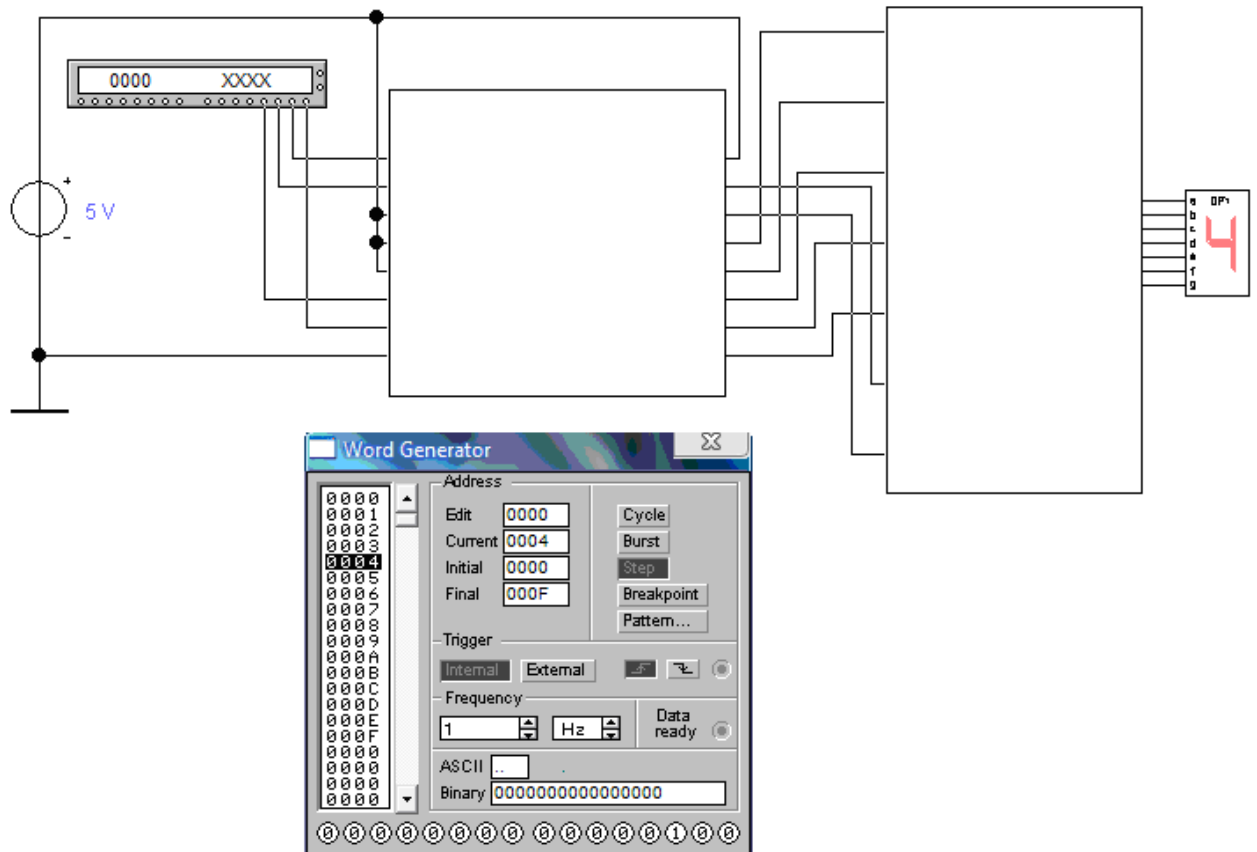 0000 XXXX
+
5 V
-
a
b
c
d
e
f
g
4
Word Generator
0000
0001
0002
0003
0004
0005
0006
0007
0008
0009
000A
000B
000C
000D
000E
000F
0000
0000
0000
0000
Address
Edit 0000
Current 0004
Initial 0000
Final 000F
Cycle
Burst
Step
Breakpoint
Pattern...
Trigger
Internal External
Frequency
1 Hz
Data
ready
ASCII ..
Binary 0000000000000000
0 0 0 0 0 0 0 0 0 0 0 0 0 1 0 0